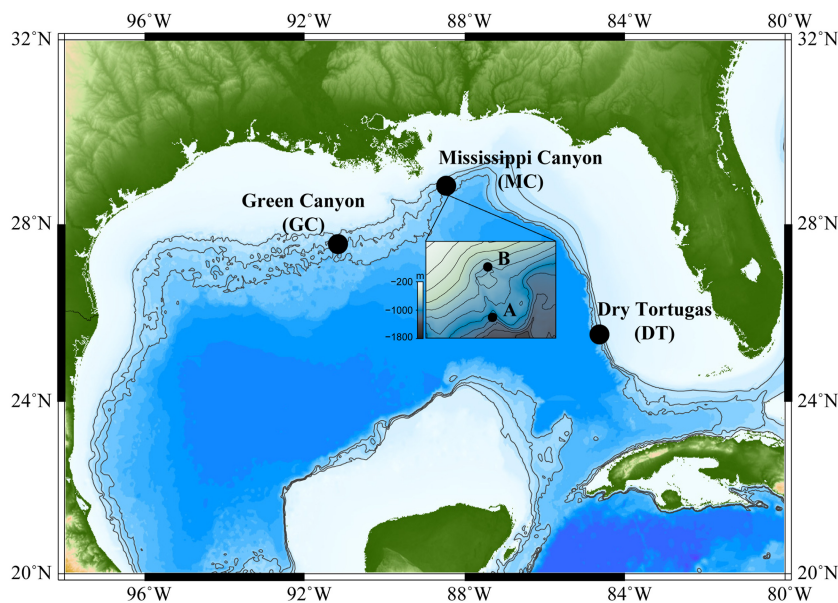 96°W 92°W 88°W 84°W 80°W
32°N 32°N
Mississippi Canyon
(MC)
Green Canyon
(GC)
28°N 28°N
B
m
−200
−1000
A
−1800
Dry Tortugas
(DT)
24°N 24°N
20°N 20°N
96°W 92°W 88°W 84°W 80°W